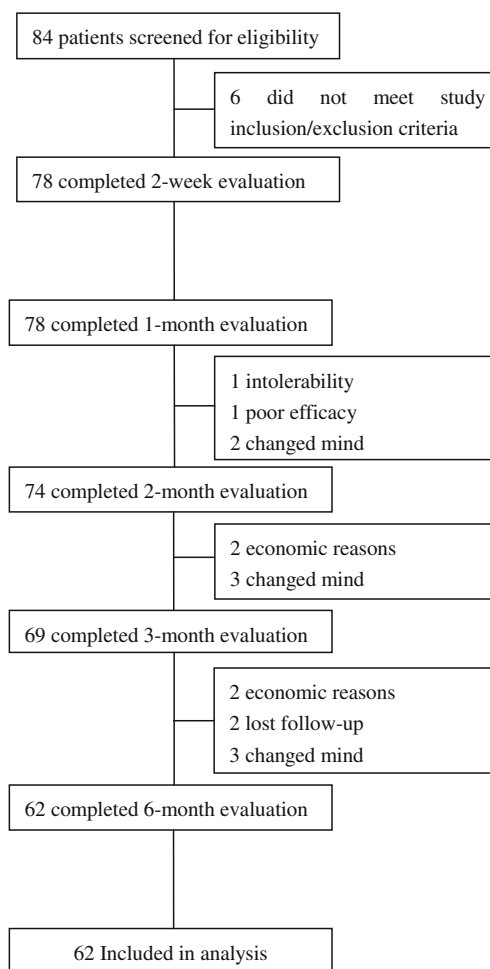 84 patients screened for eligibility
6 did not meet study
inclusion/exclusion criteria
78 completed 2-week evaluation
78 completed 1-month evaluation
1 intolerability
1 poor efficacy
2 changed mind
74 completed 2-month evaluation
2 economic reasons
3 changed mind
69 completed 3-month evaluation
2 economic reasons
2 lost follow-up
3 changed mind
62 completed 6-month evaluation
62 Included in analysis